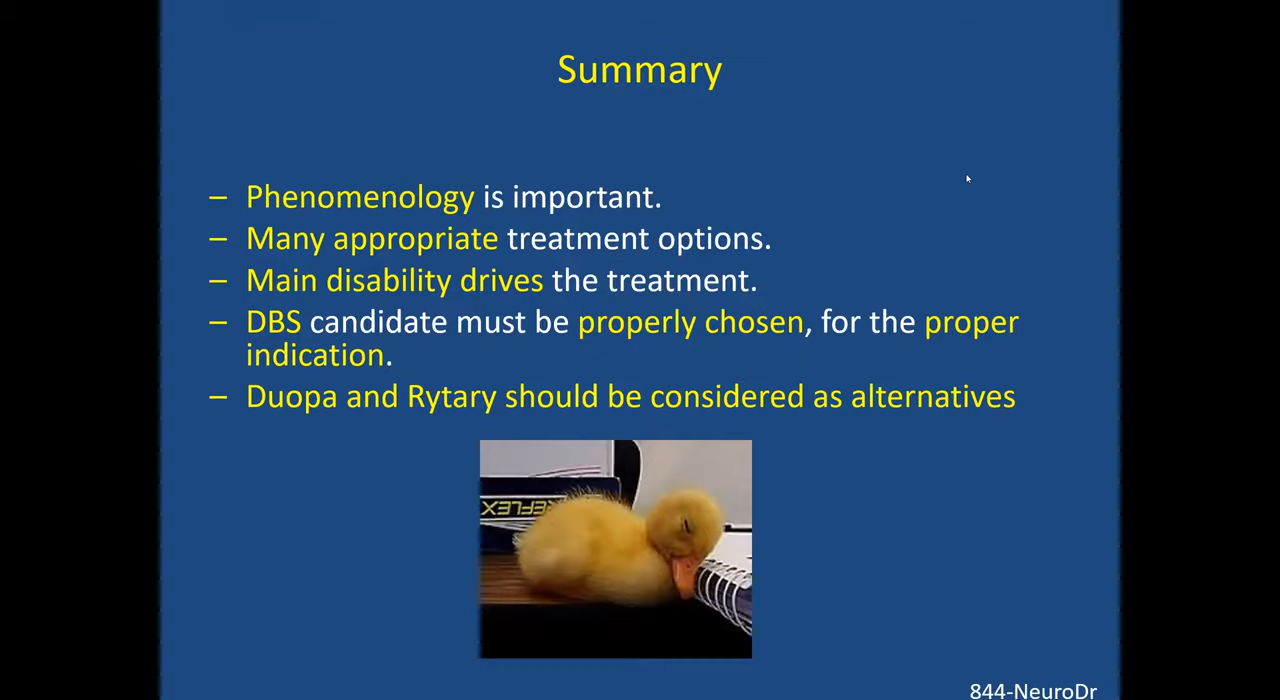 Summary
– Phenomenology is important.
– Many appropriate treatment options.
– Main disability drives the treatment.
– DBS candidate must be properly chosen, for the proper
indication.
– Duopa and Rytary should be considered as alternatives
REFLEX
844-NeuroDr